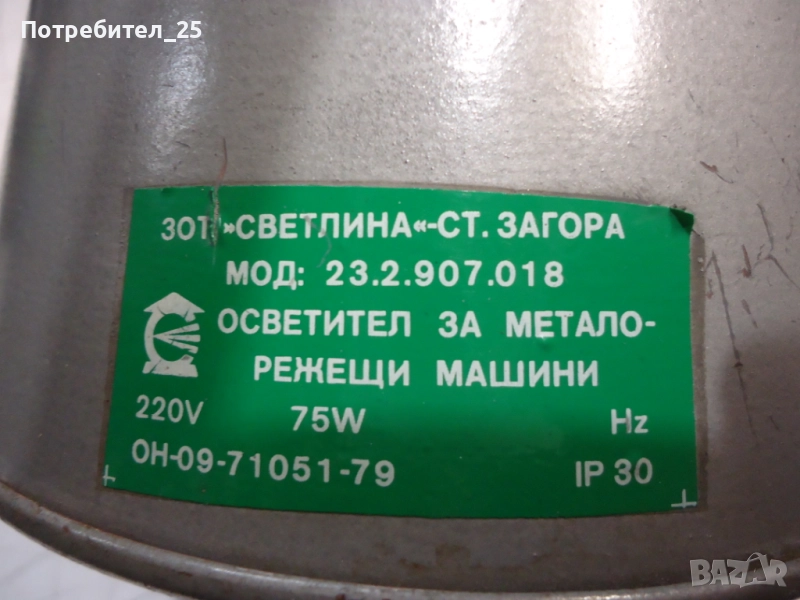 Потребител_25
ЗОТ »СВЕТЛИНА«-СТ. ЗАГОРА
МОД: 23.2.907.018
ОСВЕТИТЕЛ ЗА МЕТАЛО-
РЕЖЕЩИ МАШИНИ
220V 75W Hz
ОН-09-71051-79 IP 30
BAZAR